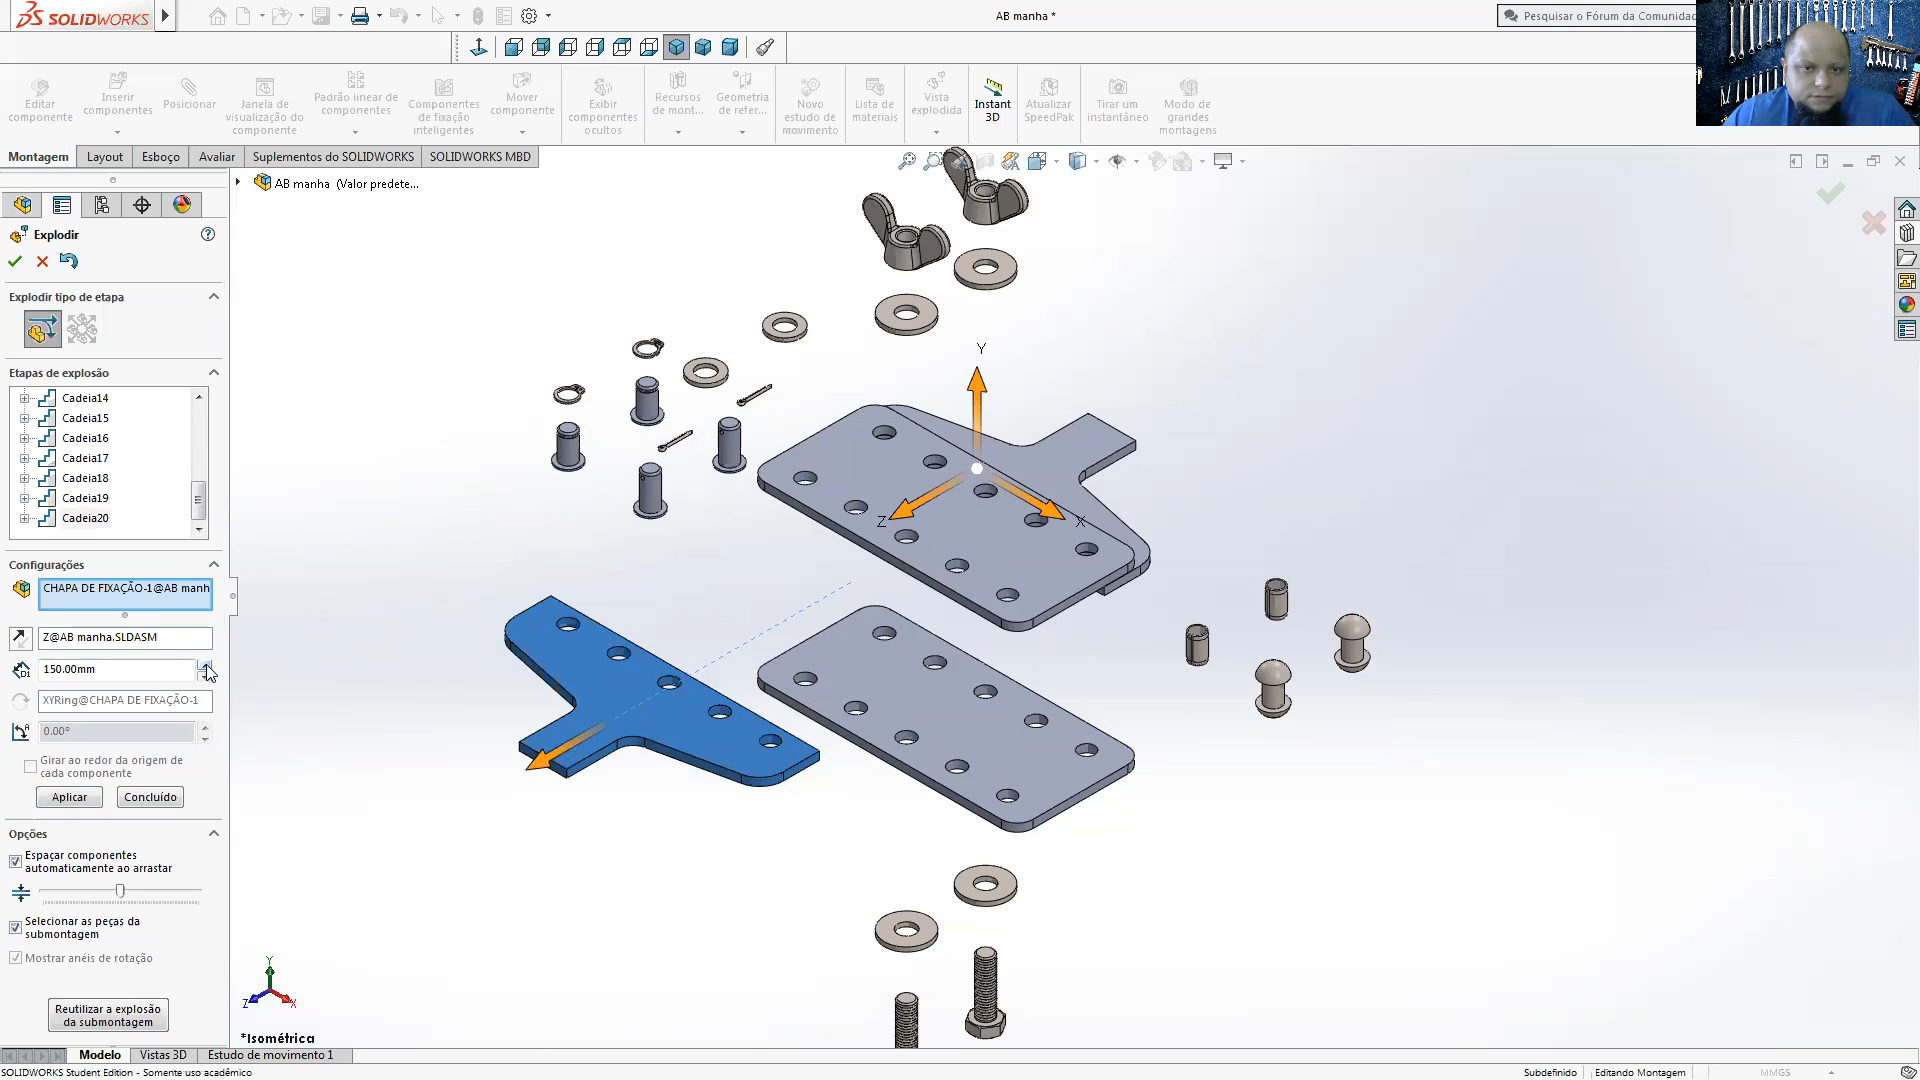 SOLIDWORKS
AB manha *
Pesquisar o Fórum da Comunidad
Editar
componente
Inserir
componentes
Posicionar
Janela de
visualização do
componente
Padrão linear de
componentes
Componentes
de fixação
inteligentes
Mover
componente
Exibir
componentes
ocultos
Recursos
de mont...
Geometria
de refer...
Novo
estudo de
movimento
Lista de
materiais
Vista
explodida
Instant
3D
Atualizar
SpeedPak
Tirar um
instantâneo
Modo de
grandes
montagens
Montagem
Layout
Esboço
Avaliar
Suplementos do SOLIDWORKS
SOLIDWORKS MBD
AB manha (Valor predete...
Explodir
Explodir tipo de etapa
Etapas de explosão
Cadeia14
Cadeia15
Cadeia16
Cadeia17
Cadeia18
Cadeia19
Cadeia20
Configurações
CHAPA DE FIXAÇÃO-1@AB manh
Z@AB manha.SLDASM
D1
150.00mm
XYRing@CHAPA DE FIXAÇÃO-1
0.00°
Girar ao redor da origem de
cada componente
Aplicar
Concluído
Opções
Espaçar componentes
automaticamente ao arrastar
Selecionar as peças da
submontagem
Mostrar anéis de rotação
Reutilizar a explosão
da submontagem
Y
Z
X
Y
Z
X
*Isométrica
Modelo
Vistas 3D
Estudo de movimento 1
SOLIDWORKS Student Edition - Somente uso acadêmico
Subdefinido
Editando Montagem
MMGS